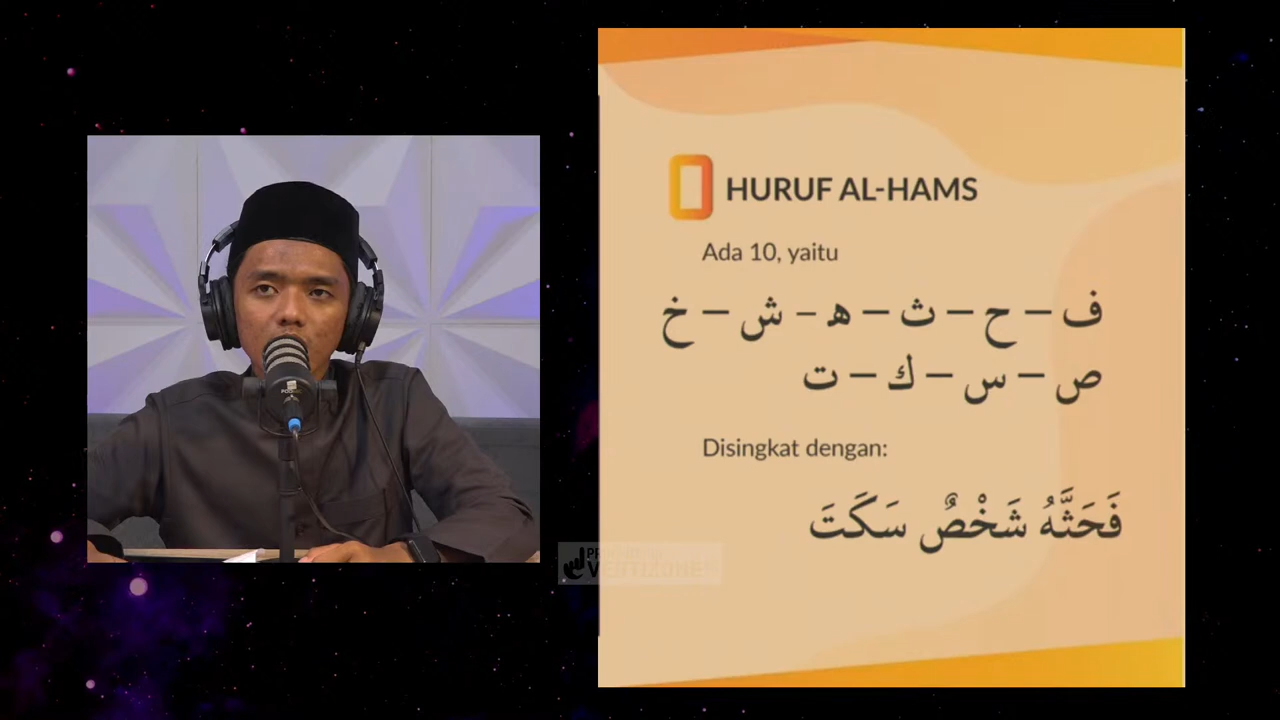 HURUF AL-HAMS
Ada 10, yaitu
ف – ح – ث – ه – ش – خ
ص – س – ك – ت
Disingkat dengan:
فَحَثَّهُ شَخْصٌ سَكَتَ